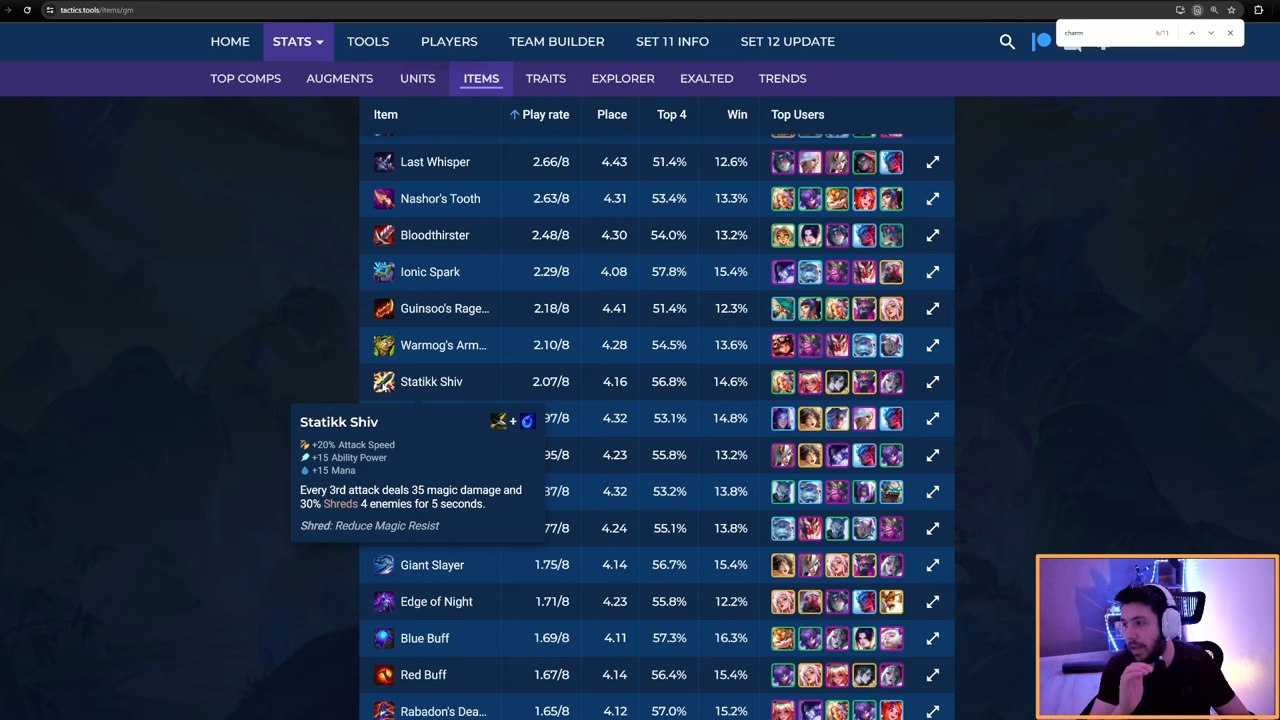 tactics.tools/items/gm
charm
6/11
HOME
STATS
TOOLS
TEAM BUILDER
SET 11 INFO
SET 12 UPDATE
TOP COMPS
AUGMENTS
UNITS
ITEMS
TRAITS
EXPLORER
EXALTED
TRENDS
Item Play rate Place Top 4 Win Top Users
Last Whisper 2.66/8 4.43 51.4% 12.6%
Nashor's Tooth 2.63/8 4.31 53.4% 13.3%
Bloodthirster 2.48/8 4.30 54.0% 13.2%
Ionic Spark 2.29/8 4.08 57.8% 15.4%
Guinsoo's Rage... 2.18/8 4.41 51.4% 12.3%
Warmog's Arm... 2.10/8 4.28 54.5% 13.6%
Statikk Shiv 2.07/8 4.16 56.8% 14.6%
97/8 4.32 53.1% 14.8%
95/8 4.23 55.8% 13.2%
87/8 4.32 53.2% 13.8%
77/8 4.24 55.1% 13.8%
Statikk Shiv +
+20% Attack Speed
+15 Ability Power
+15 Mana
Every 3rd attack deals 35 magic damage and
30% Shreds 4 enemies for 5 seconds.
Shred: Reduce Magic Resist
Giant Slayer 1.75/8 4.14 56.7% 15.4%
Edge of Night 1.71/8 4.23 55.8% 12.2%
Blue Buff 1.69/8 4.11 57.3% 16.3%
Red Buff 1.67/8 4.14 56.4% 15.4%
Rabadon's Dea... 1.65/8 4.12 57.0% 15.2%